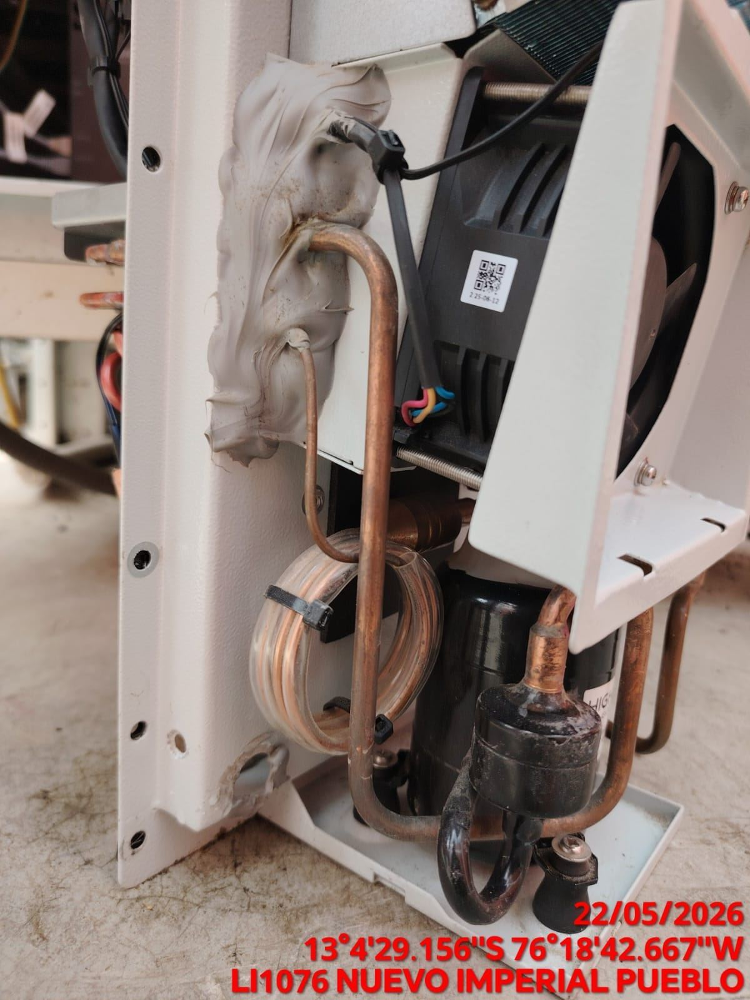 2 25-08-12
HIG
22/05/2026
13°4'29.156"S 76°18'42.667"W
LI1076 NUEVO IMPERIAL PUEBLO